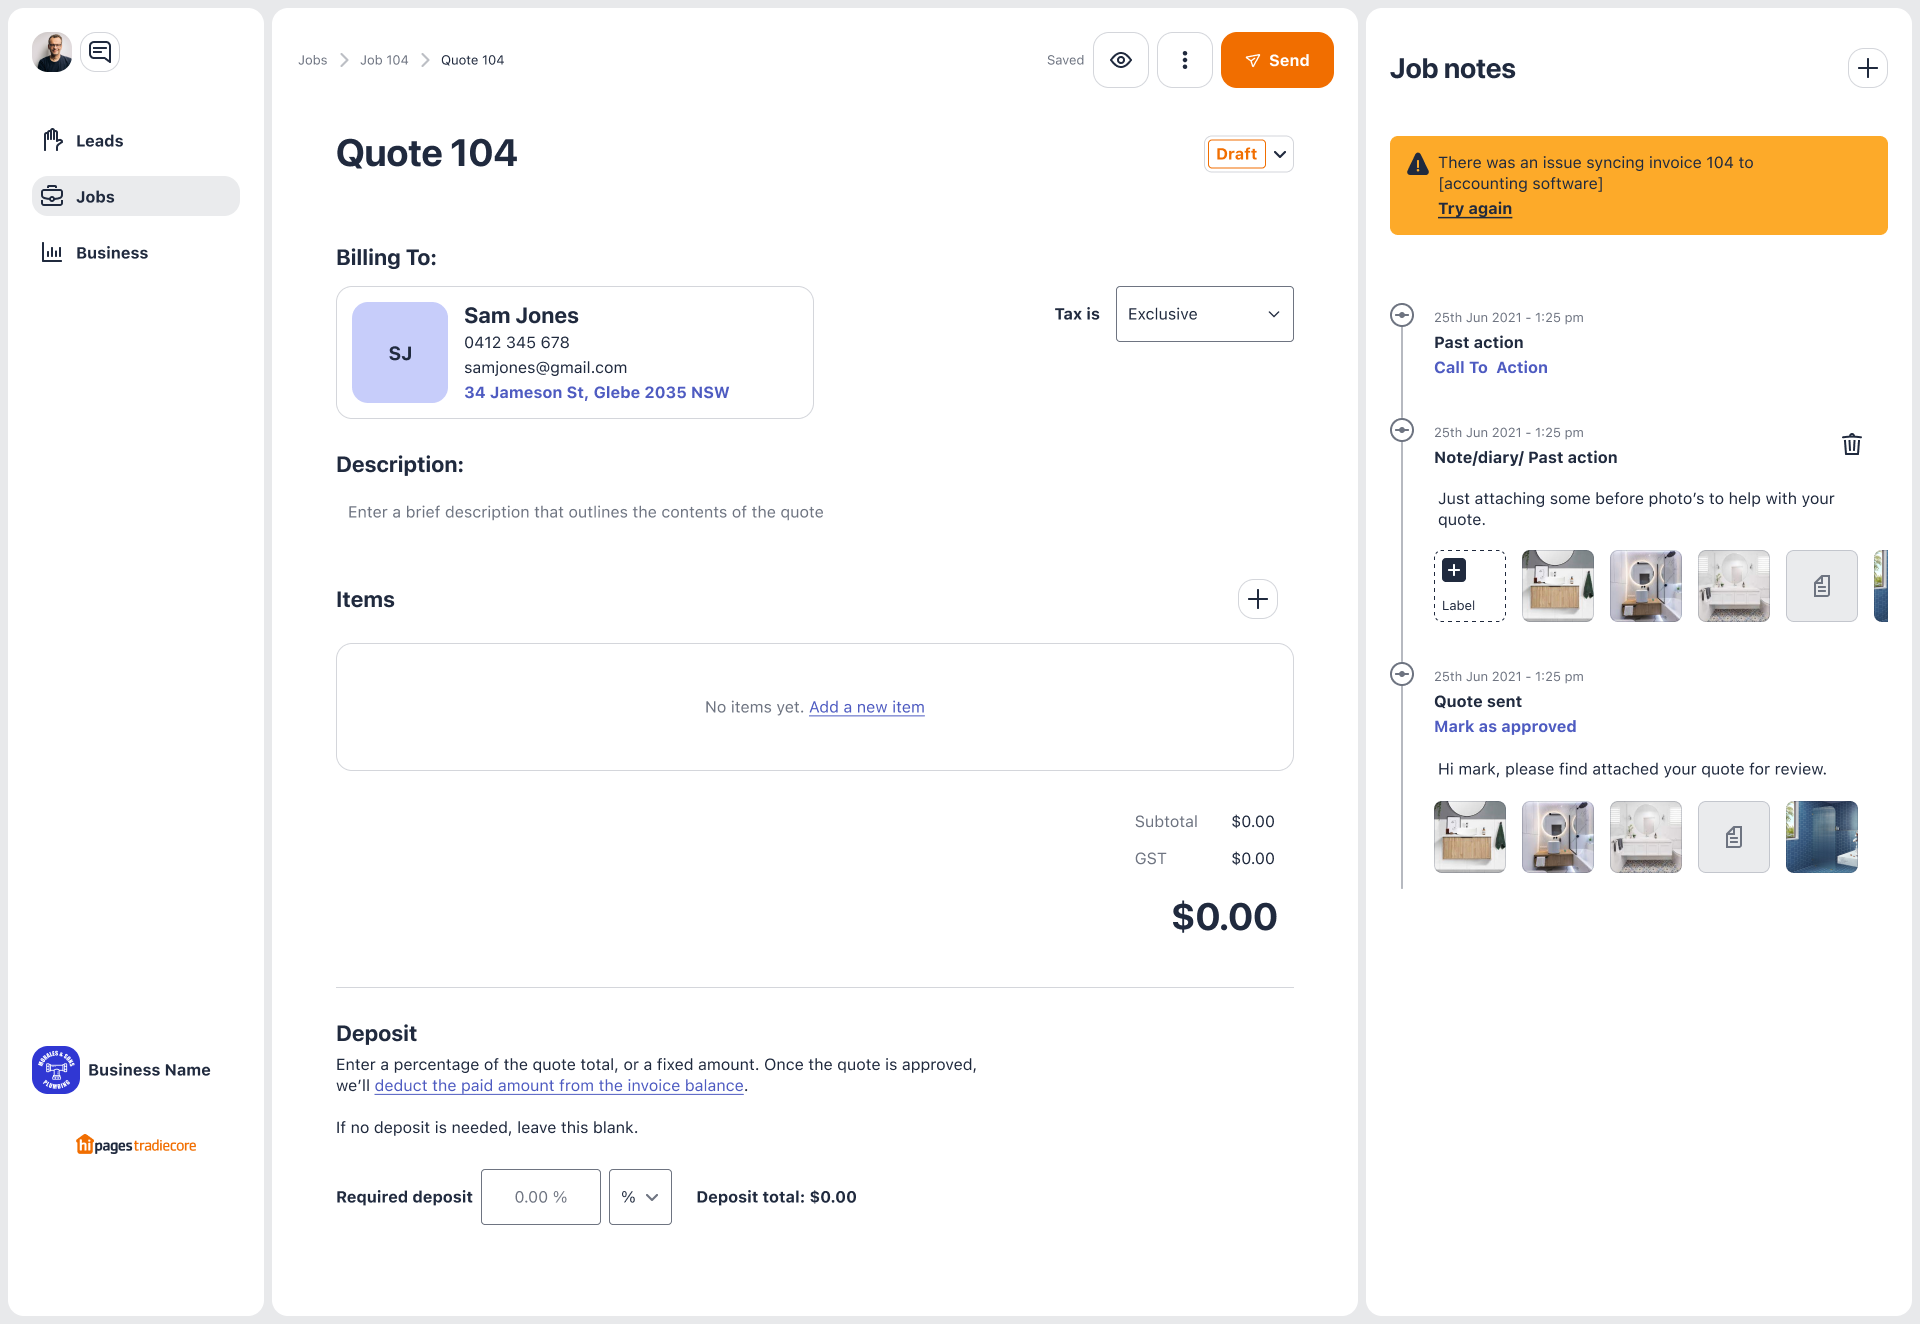 Leads
Jobs
Business
MORALES & SONS
PLUMBING
Business Name
hipages tradiecore
Jobs
Job 104
Quote 104
Saved
Send
Quote 104
Draft
Billing To:
SJ
Sam Jones
0412 345 678
samjones@gmail.com
34 Jameson St, Glebe 2035 NSW
Tax is
Exclusive
Description:
Enter a brief description that outlines the contents of the quote
Items
No items yet. Add a new item
Subtotal $0.00
GST $0.00
$0.00
Deposit
Enter a percentage of the quote total, or a fixed amount. Once the quote is approved,
we’ll deduct the paid amount from the invoice balance.
If no deposit is needed, leave this blank.
Required deposit
0.00 %
%
Deposit total: $0.00
Job notes
There was an issue syncing invoice 104 to
[accounting software]
Try again
25th Jun 2021 - 1:25 pm
Past action
Call To  Action
25th Jun 2021 - 1:25 pm
Note/diary/ Past action
Just attaching some before photo’s to help with your
quote.
Label
25th Jun 2021 - 1:25 pm
Quote sent
Mark as approved
Hi mark, please find attached your quote for review.